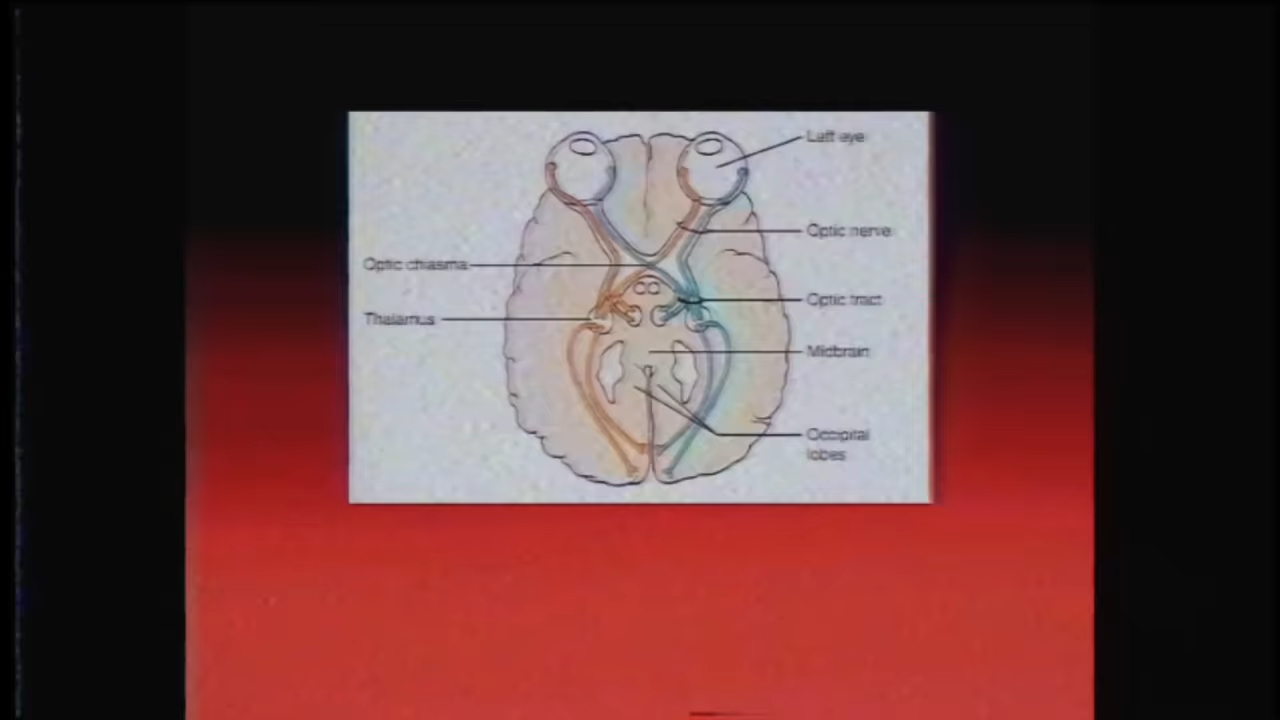 Left eye
Optic nerve
Optic chiasma
Optic tract
Thalamus
Midbrain
Occipital
lobes